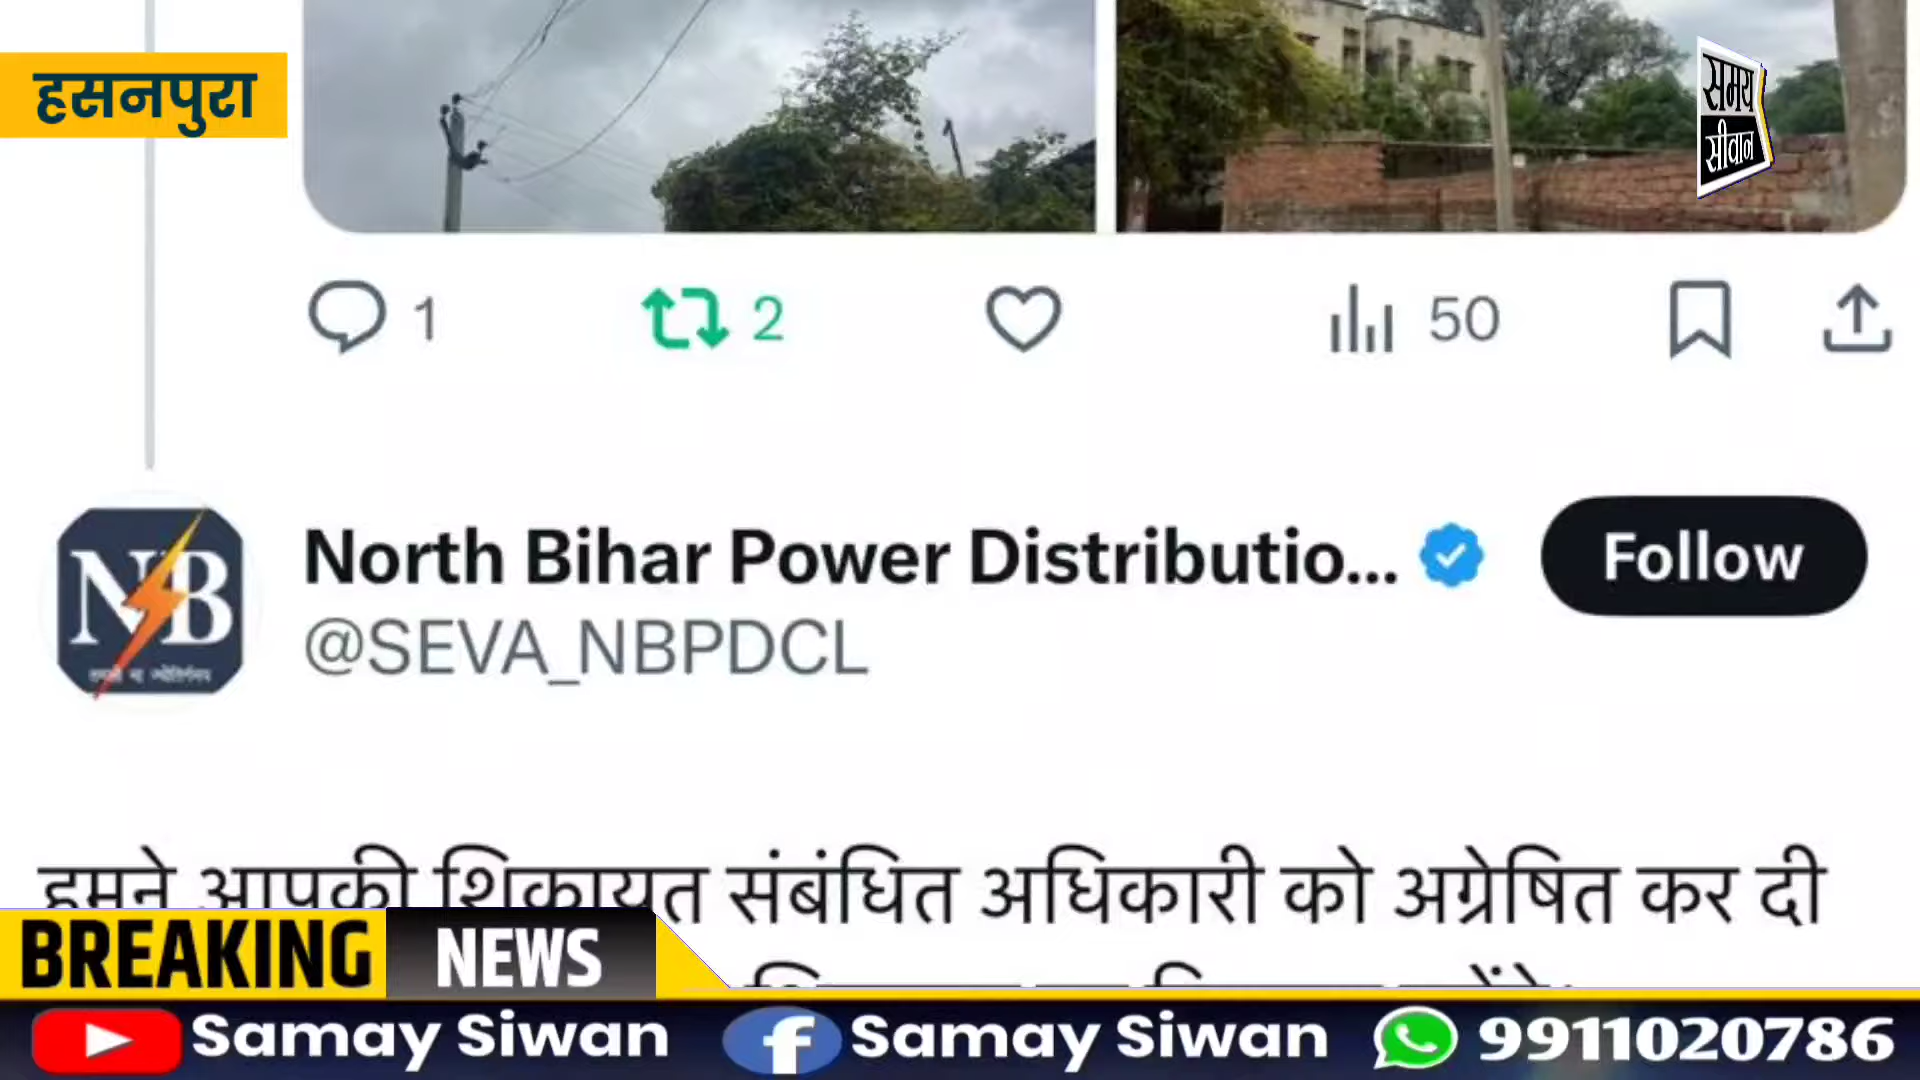 हसनपुरा
समय
सीवान
1
2
50
NB
North Bihar Power Distributio...
Follow
@SEVA_NBPDCL
हमने आपकी शिकायत संबंधित अधिकारी को अग्रेषित कर दी
BREAKING NEWS
Samay Siwan
Samay Siwan
9911020786